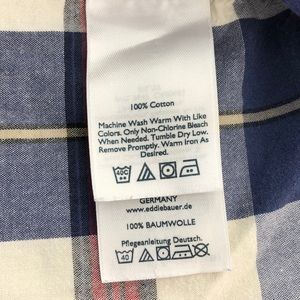 100% Cotton
Machine Wash Warm With Like
Colors. Only Non-Chlorine Bleach
When Needed. Tumble Dry Low.
Remove Promptly. Warm Iron As
Desired.
40C
GERMANY
www.eddiebauer.de
100% BAUMWOLLE
Pflegeanleitung Deutsch.
40